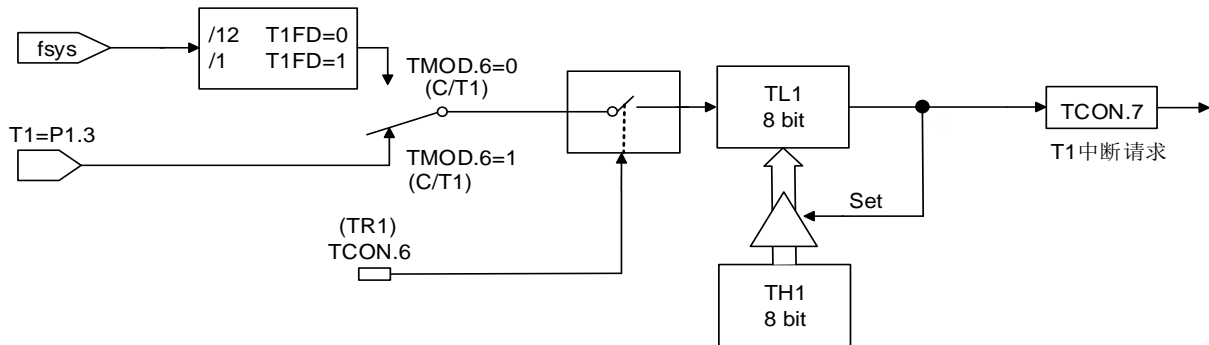 fsys
/12 T1FD=0
/1 T1FD=1
TMOD.6=0
(C/T1)
T1=P1.3
TMOD.6=1
(C/T1)
(TR1)
TCON.6
TL1
8 bit
TCON.7
T1中断请求
Set
TH1
8 bit